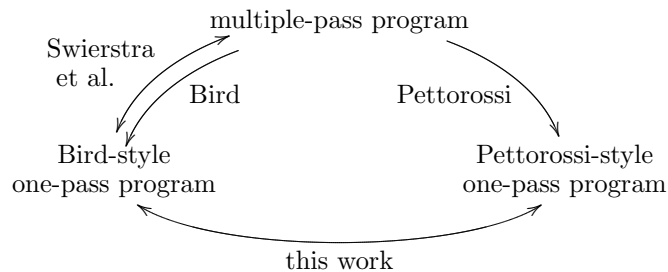 multiple-pass program
Swierstra
et al.
Bird
Pettorossi
Bird-style
one-pass program
Pettorossi-style
one-pass program
this work